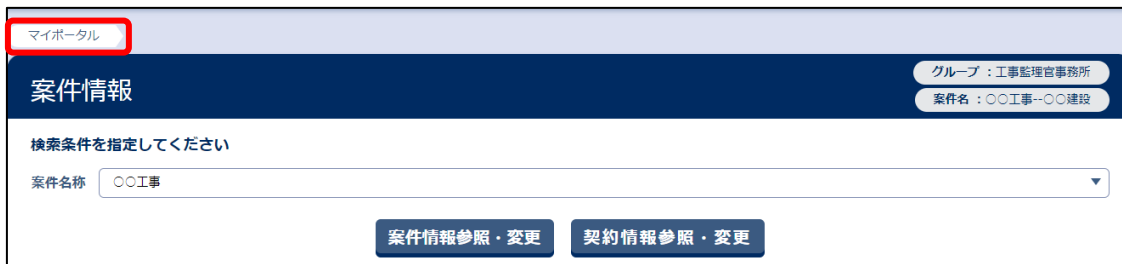 マイポータル
案件情報
グループ ：工事監理官事務所
案件名 ：〇〇工事--〇〇建設
検索条件を指定してください
案件名称 〇〇工事
案件情報参照・変更 契約情報参照・変更